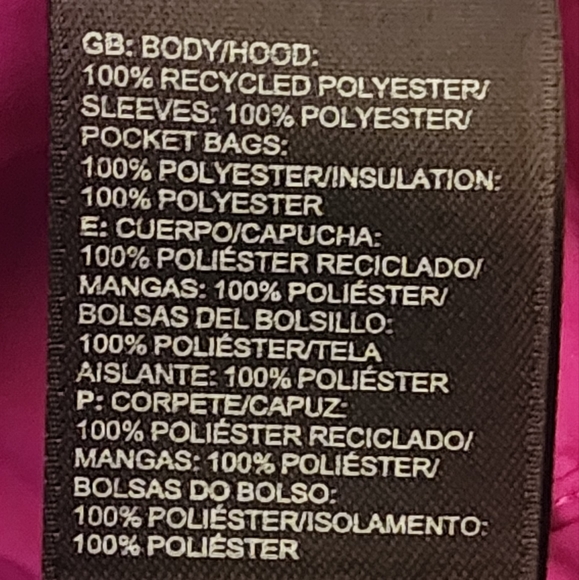 GB: BODY/HOOD:
100% RECYCLED POLYESTER/
SLEEVES: 100% POLYESTER/
POCKET BAGS:
100% POLYESTER/INSULATION:
100% POLYESTER
E: CUERPO/CAPUCHA:
100% POLIÉSTER RECICLADO/
MANGAS: 100% POLIÉSTER/
BOLSAS DEL BOLSILLO:
100% POLIÉSTER/TELA
AISLANTE: 100% POLIÉSTER
P: CORPETE/CAPUZ:
100% POLIÉSTER RECICLADO/
MANGAS: 100% POLIÉSTER/
BOLSAS DO BOLSO:
100% POLIÉSTER/ISOLAMENTO:
100% POLIÉSTER